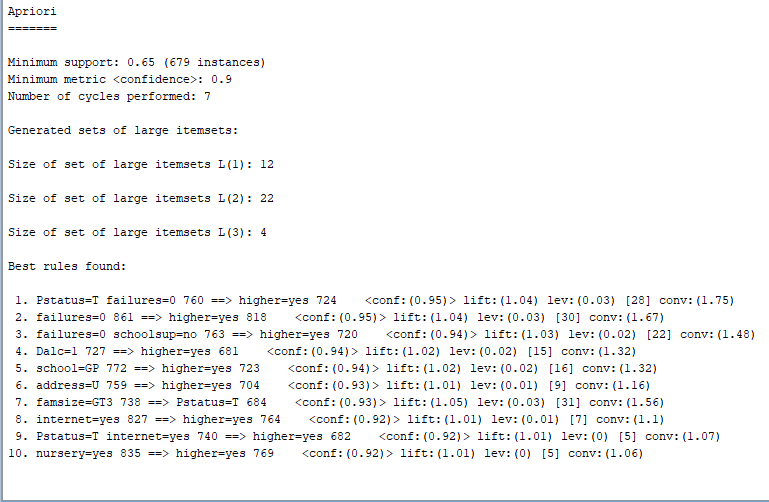 Apriori
=======
Minimum support: 0.65 (679 instances)
Minimum metric <confidence>: 0.9
Number of cycles performed: 7
Generated sets of large itemsets:
Size of set of large itemsets L(1): 12
Size of set of large itemsets L(2): 22
Size of set of large itemsets L(3): 4
Best rules found:
1. Pstatus=T failures=0 760 ==> higher=yes 724    <conf:(0.95)> lift:(1.04) lev:(0.03) [28] conv:(1.75)
2. failures=0 861 ==> higher=yes 818    <conf:(0.95)> lift:(1.04) lev:(0.03) [30] conv:(1.67)
3. failures=0 schoolsup=no 763 ==> higher=yes 720    <conf:(0.94)> lift:(1.03) lev:(0.02) [22] conv:(1.48)
4. Dalc=1 727 ==> higher=yes 681    <conf:(0.94)> lift:(1.02) lev:(0.02) [15] conv:(1.32)
5. school=GP 772 ==> higher=yes 723    <conf:(0.94)> lift:(1.02) lev:(0.02) [16] conv:(1.32)
6. address=U 759 ==> higher=yes 704    <conf:(0.93)> lift:(1.01) lev:(0.01) [9] conv:(1.16)
7. famsize=GT3 738 ==> Pstatus=T 684    <conf:(0.93)> lift:(1.05) lev:(0.03) [31] conv:(1.56)
8. internet=yes 827 ==> higher=yes 764    <conf:(0.92)> lift:(1.01) lev:(0.01) [7] conv:(1.1)
9. Pstatus=T internet=yes 740 ==> higher=yes 682    <conf:(0.92)> lift:(1.01) lev:(0) [5] conv:(1.07)
10. nursery=yes 835 ==> higher=yes 769    <conf:(0.92)> lift:(1.01) lev:(0) [5] conv:(1.06)